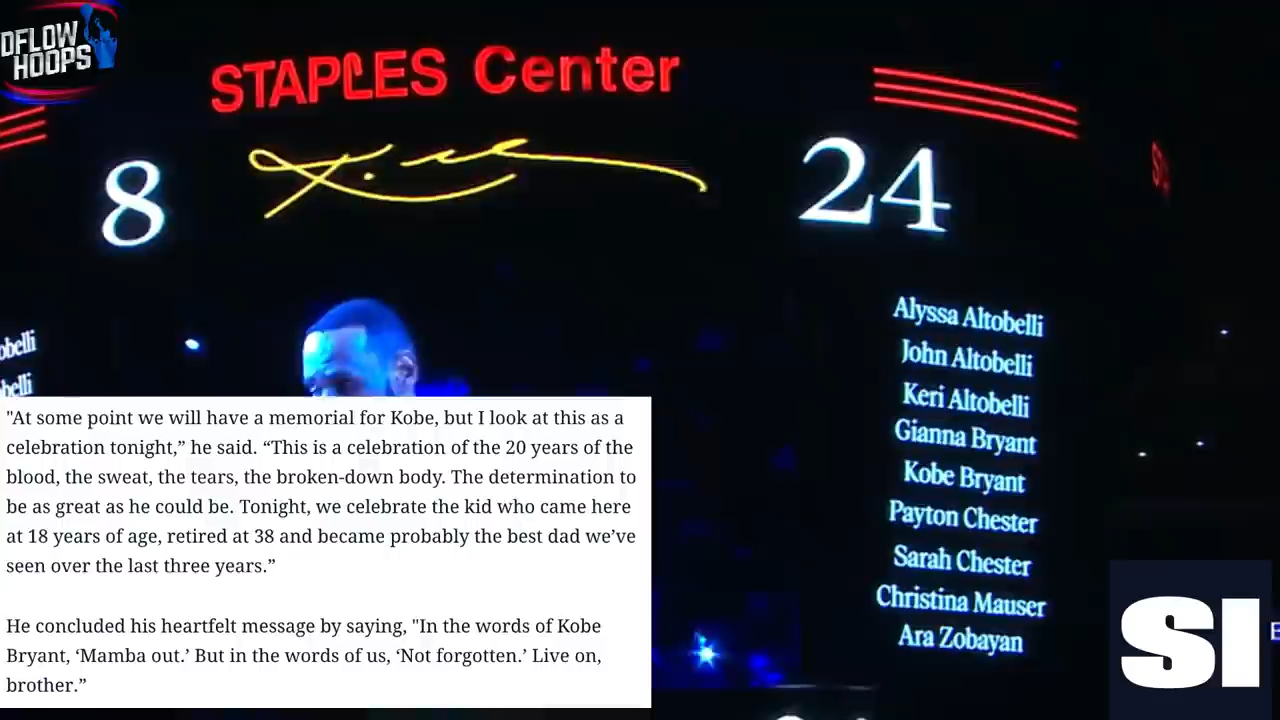 DFLOW
HOOPS
STAPLES Center
8
24
obelli
belli
Alyssa Altobelli
John Altobelli
Keri Altobelli
Gianna Bryant
Kobe Bryant
Payton Chester
Sarah Chester
Christina Mauser
Ara Zobayan
"At some point we will have a memorial for Kobe, but I look at this as a
celebration tonight,” he said. “This is a celebration of the 20 years of the
blood, the sweat, the tears, the broken-down body. The determination to
be as great as he could be. Tonight, we celebrate the kid who came here
at 18 years of age, retired at 38 and became probably the best dad we’ve
seen over the last three years.”
He concluded his heartfelt message by saying, "In the words of Kobe
Bryant, ‘Mamba out.’ But in the words of us, ‘Not forgotten.’ Live on,
brother.”
SI